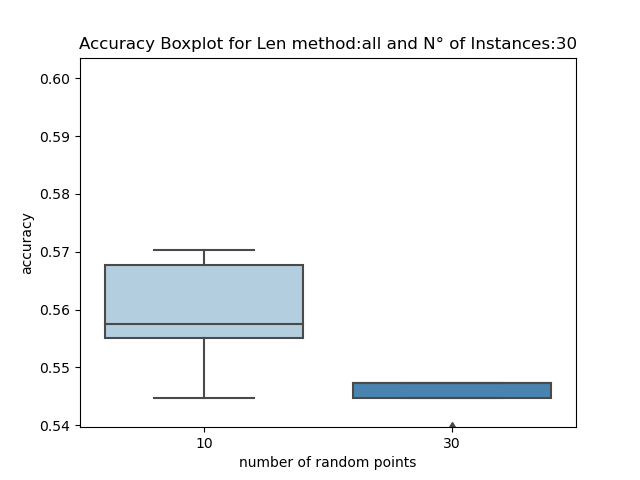 Accuracy Boxplot for Len method:all and N° of Instances:30
0.60
0.59
0.58
0.57
0.56
0.55
0.54
accuracy
10 30
number of random points